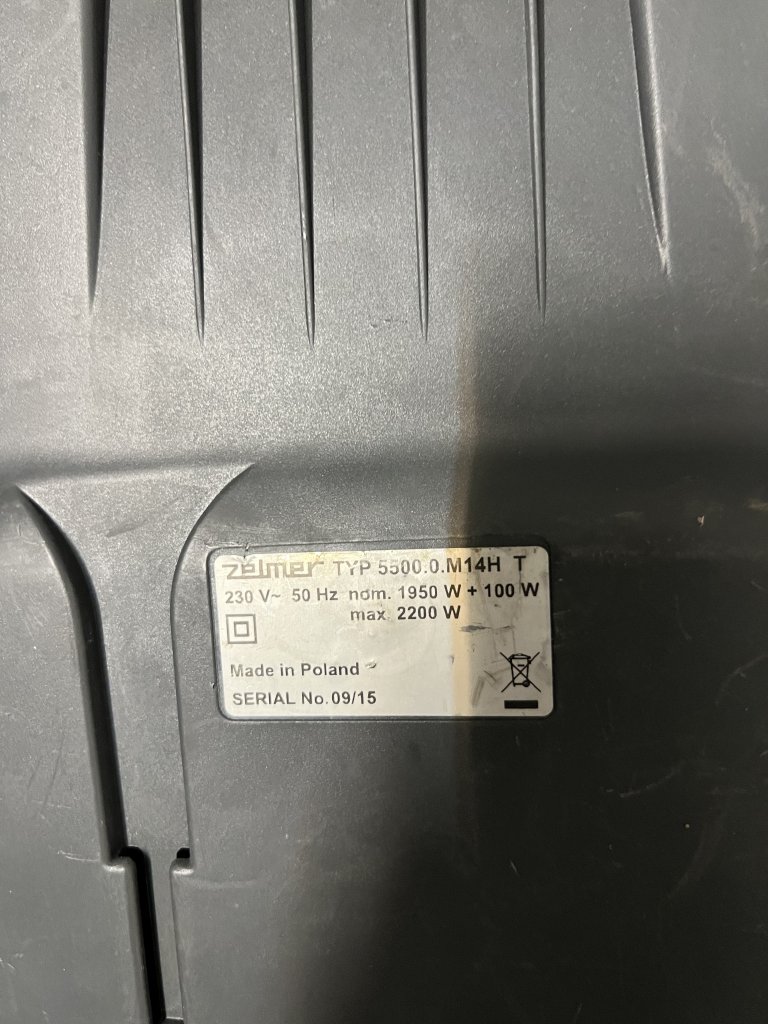 zelmer TYP 5500.0.M14H T
230 V~ 50 Hz nom. 1950 W + 100 W
max. 2200 W
Made in Poland
SERIAL No. 09/15